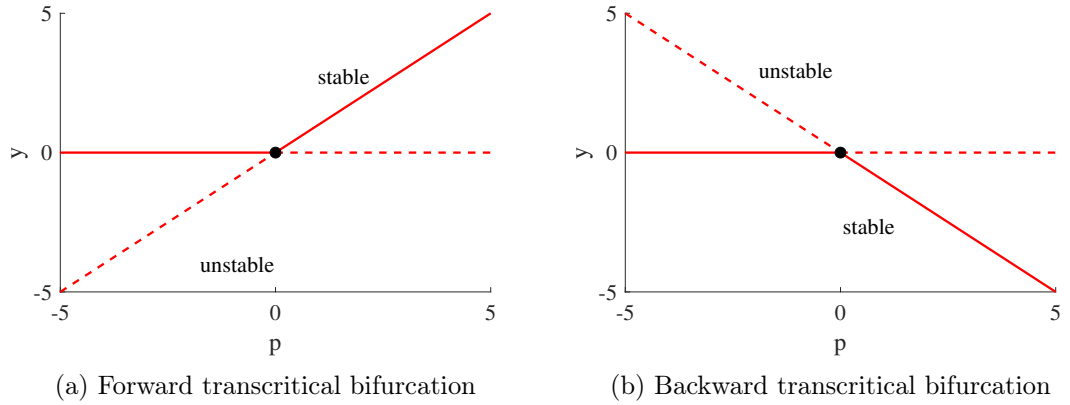 5
y
0
stable
unstable
-5
-5
0
5
p
(a) Forward transcritical bifurcation
5
unstable
y
0
stable
-5
-5
0
5
p
(b) Backward transcritical bifurcation